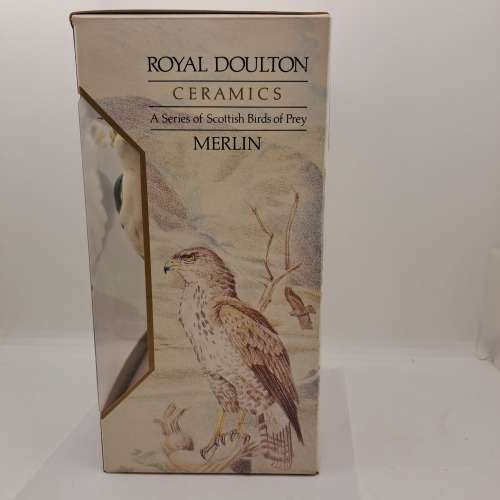 ROYAL DOULTON
CERAMICS
A Series of Scottish Birds of Prey
MERLIN